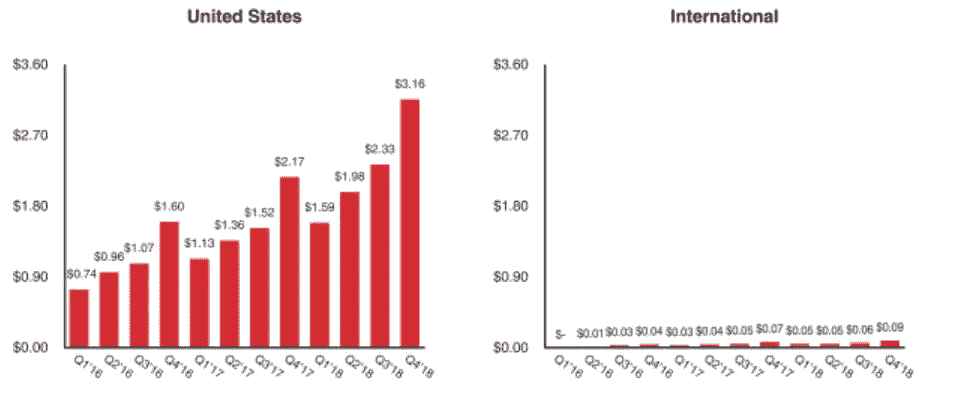 United States
$3.60
$2.70
$1.80
$0.90
$0.00
$0.74
$0.96
$1.07
$1.60
$1.13
$1.36
$1.52
$2.17
$1.59
$1.98
$2.33
$3.16
Q1'16
Q2'16
Q3'16
Q4'16
Q1'17
Q2'17
Q3'17
Q4'17
Q1'18
Q2'18
Q3'18
Q4'18
International
$3.60
$2.70
$1.80
$0.90
$0.00
$-
$0.01
$0.03
$0.04
$0.03
$0.04
$0.05
$0.07
$0.05
$0.05
$0.06
$0.09
Q1'16
Q2'16
Q3'16
Q4'16
Q1'17
Q2'17
Q3'17
Q4'17
Q1'18
Q2'18
Q3'18
Q4'18